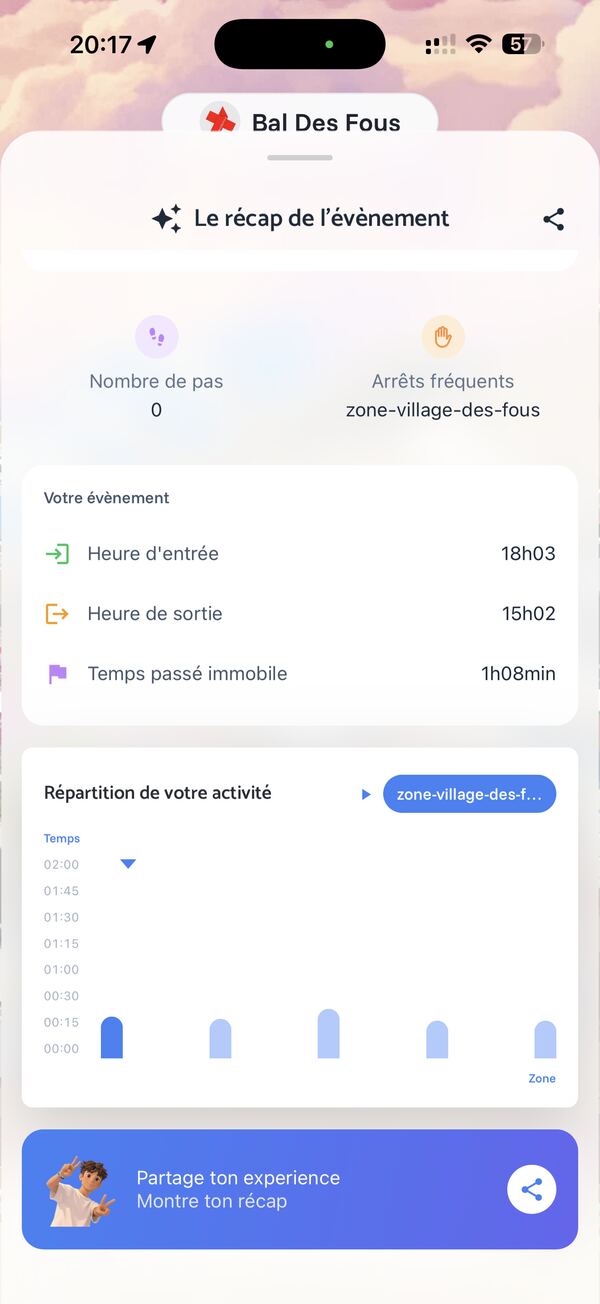 20:17
57
Bal Des Fous
Le récap de l'évènement
Nombre de pas
0
Arrêts fréquents
zone-village-des-fous
Votre évènement
Heure d'entrée 18h03
Heure de sortie 15h02
Temps passé immobile 1h08min
Répartition de votre activité
zone-village-des-f...
Temps
02:00
01:45
01:30
01:15
01:00
00:30
00:15
00:00
Zone
Partage ton experience
Montre ton récap